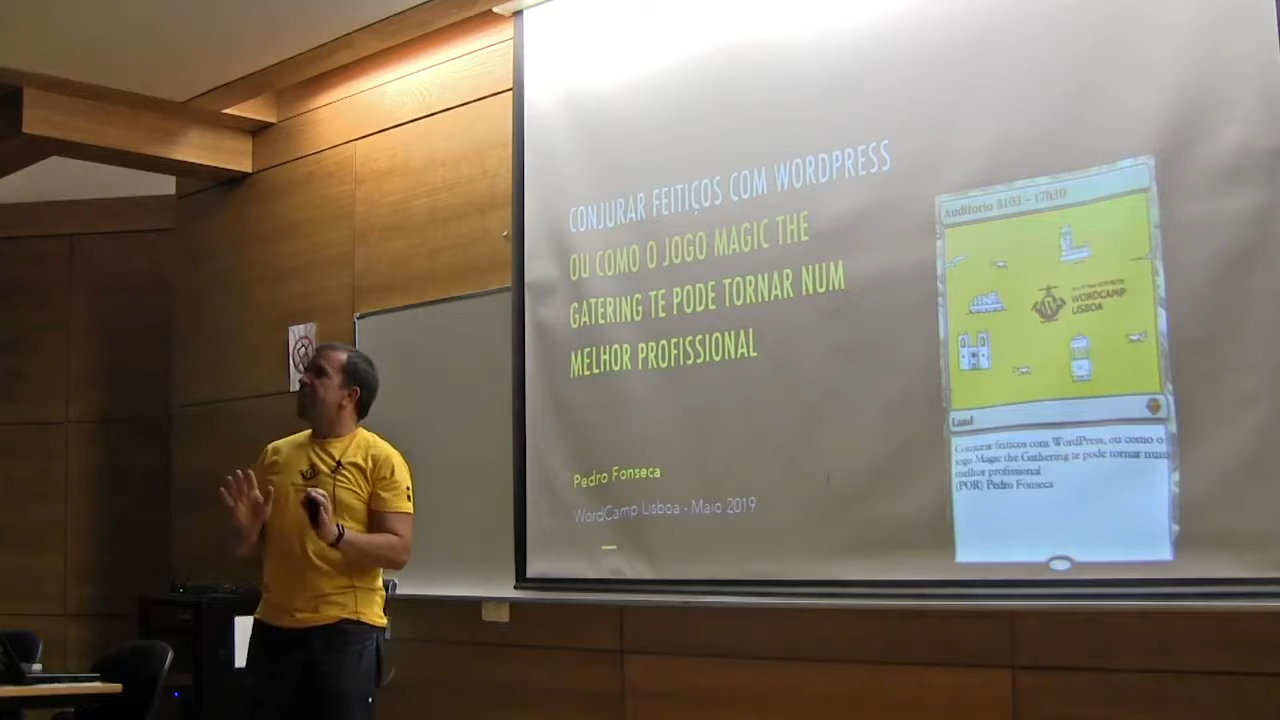 CONJURAR FEITIÇOS COM WORDPRESS
OU COMO O JOGO MAGIC THE
GATERING TE PODE TORNAR NUM
MELHOR PROFISSIONAL
Pedro Fonseca
WordCamp Lisboa - Maio 2019
Auditorio 8103 - 17h30
WORDCAMP
LISBOA
Land
Conjurar feiticos com WordPress, ou como o
jogo Magic the Gathering te pode tornar num
melhor profissional
(POR) Pedro Fonseca